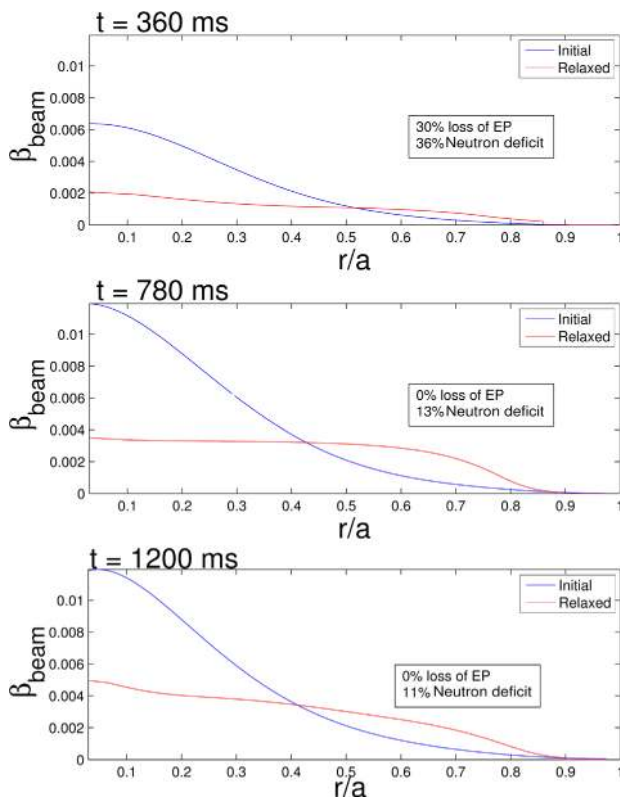 t = 360 ms
0.01
0.008
0.006
0.004
0.002
0
βbeam
Initial
Relaxed
30% loss of EP
36% Neutron deficit
0.1 0.2 0.3 0.4 0.5 0.6 0.7 0.8 0.9 1
r/a
t = 780 ms
0.01
0.008
0.006
0.004
0.002
0
βbeam
Initial
Relaxed
0% loss of EP
13% Neutron deficit
0.1 0.2 0.3 0.4 0.5 0.6 0.7 0.8 0.9 1
r/a
t = 1200 ms
0.01
0.008
0.006
0.004
0.002
0
βbeam
Initial
Relaxed
0% loss of EP
11% Neutron deficit
0.1 0.2 0.3 0.4 0.5 0.6 0.7 0.8 0.9 1
r/a